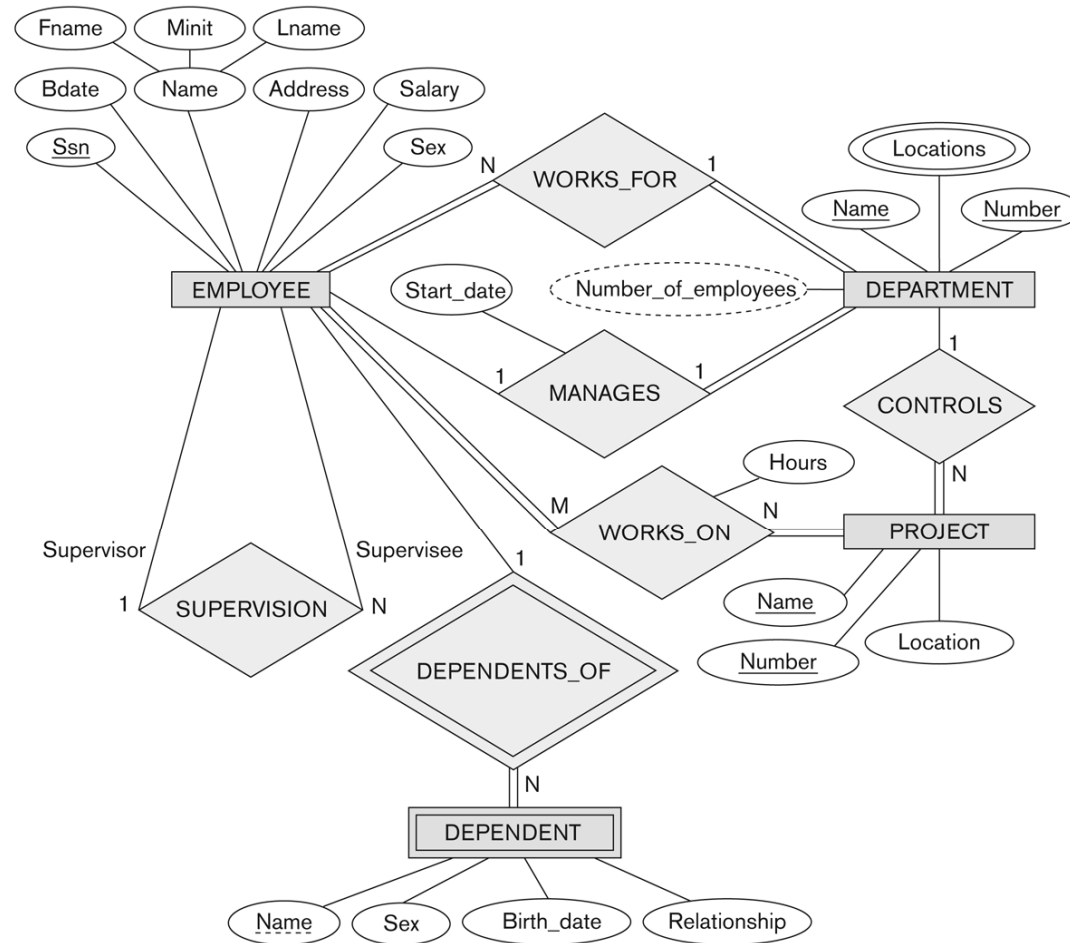 Fname
Minit
Lname
Bdate
Name
Address
Salary
Ssn
Sex
N
WORKS_FOR
1
Locations
Name
Number
EMPLOYEE
Start_date
Number_of_employees
DEPARTMENT
1
MANAGES
1
1
CONTROLS
N
Hours
M
WORKS_ON
N
PROJECT
Supervisor
Supervisee
1
1
SUPERVISION
N
Name
Number
Location
DEPENDENTS_OF
N
DEPENDENT
Name
Sex
Birth_date
Relationship